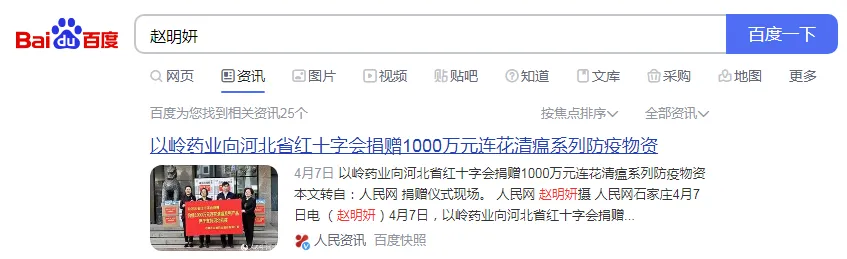 Bai du 百度 赵明妍 百度一下
网页 资讯 图片 视频 贴吧 知道 文库 采购 地图 更多
百度为您找到相关资讯25个 按焦点排序 全部资讯
以岭药业向河北省红十字会捐赠1000万元连花清瘟系列防疫物资
4月7日 以岭药业向河北省红十字会捐赠1000万元连花清瘟系列防疫物资
本文转自：人民网 捐赠仪式现场。 人民网 赵明妍摄 人民网石家庄4月7
日电 （赵明妍）4月7日，以岭药业向河北省红十字会捐赠...
人民资讯 百度快照